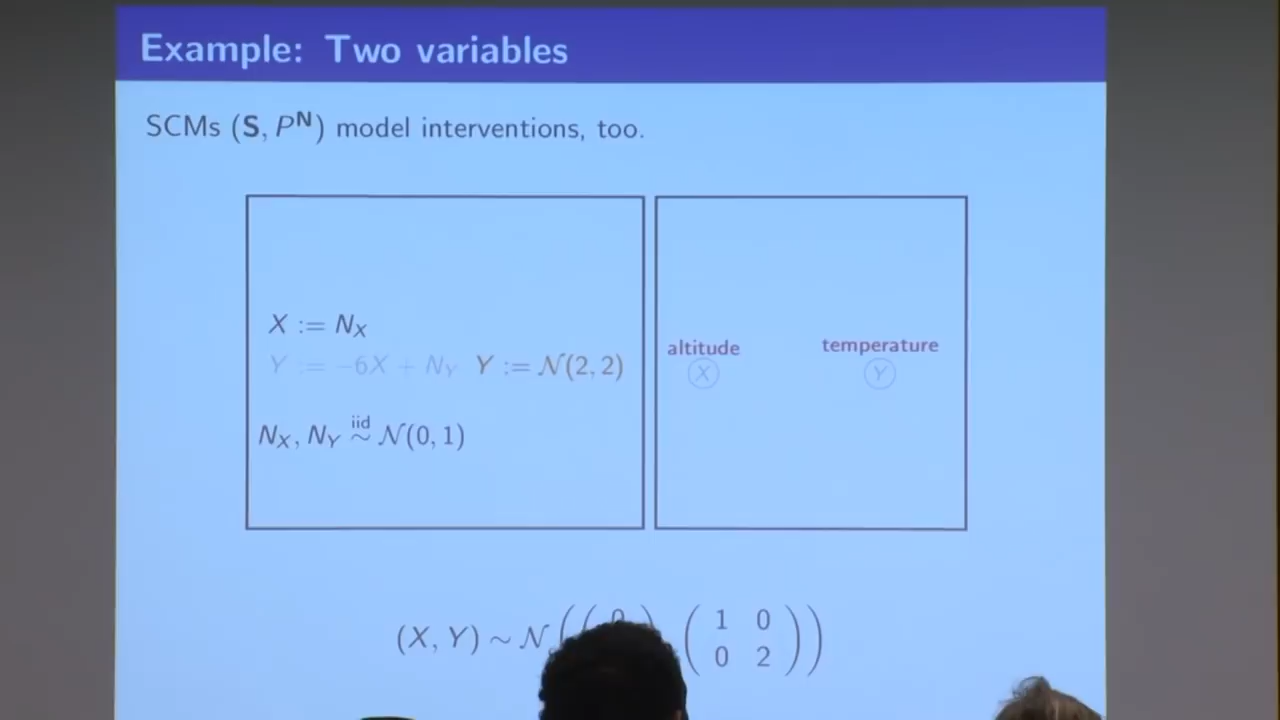 Example: Two variables
SCMs (S, P^N) model interventions, too.
X := N_X
Y := −6X + N_Y Y := 𝒩(2, 2)
N_X, N_Y iid ∼ 𝒩(0, 1)
altitude
X
temperature
Y
(X, Y) ∼ 𝒩 ( ( 0 ) ( 1 0
0 2 ) )